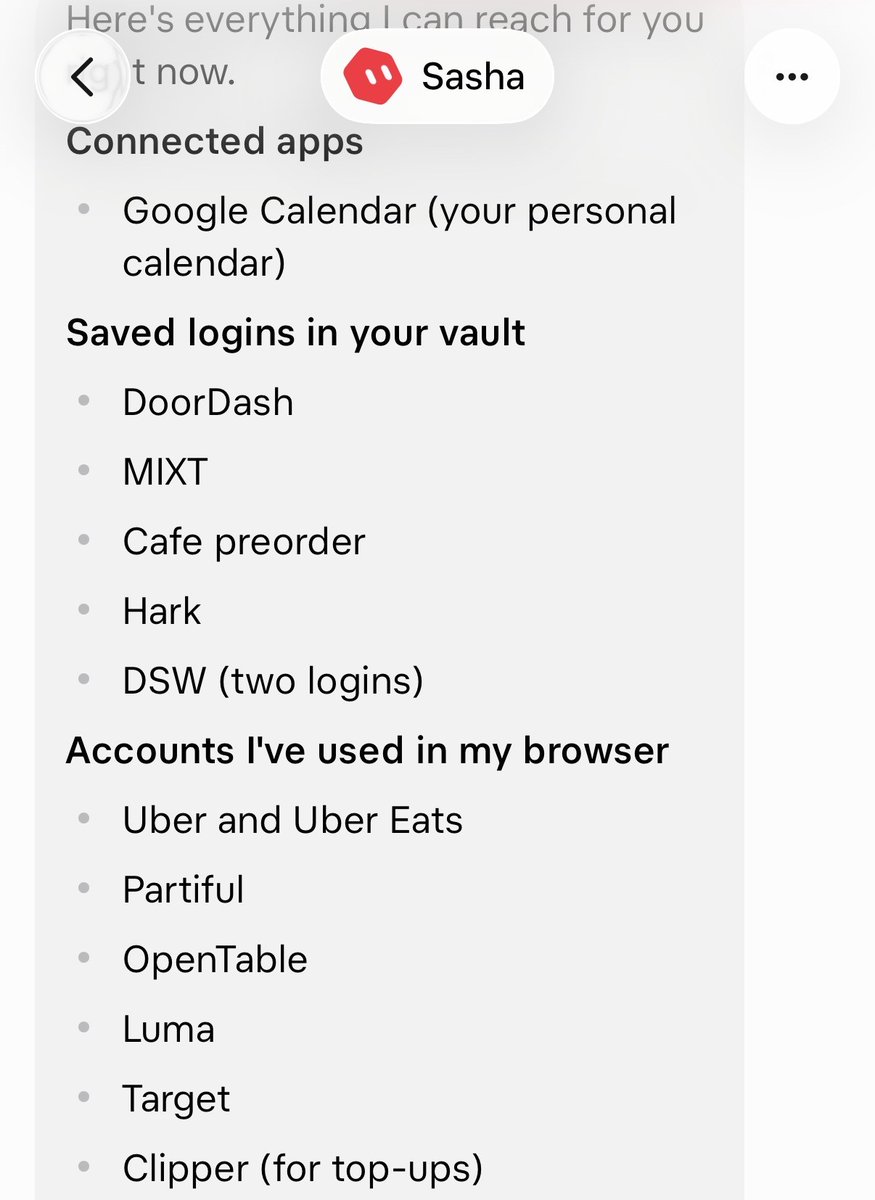 Here's everything I can reach for you
t now.
Sasha
Connected apps
Google Calendar (your personal
calendar)
Saved logins in your vault
DoorDash
MIXT
Cafe preorder
Hark
DSW (two logins)
Accounts I've used in my browser
Uber and Uber Eats
Partiful
OpenTable
Luma
Target
Clipper (for top-ups)